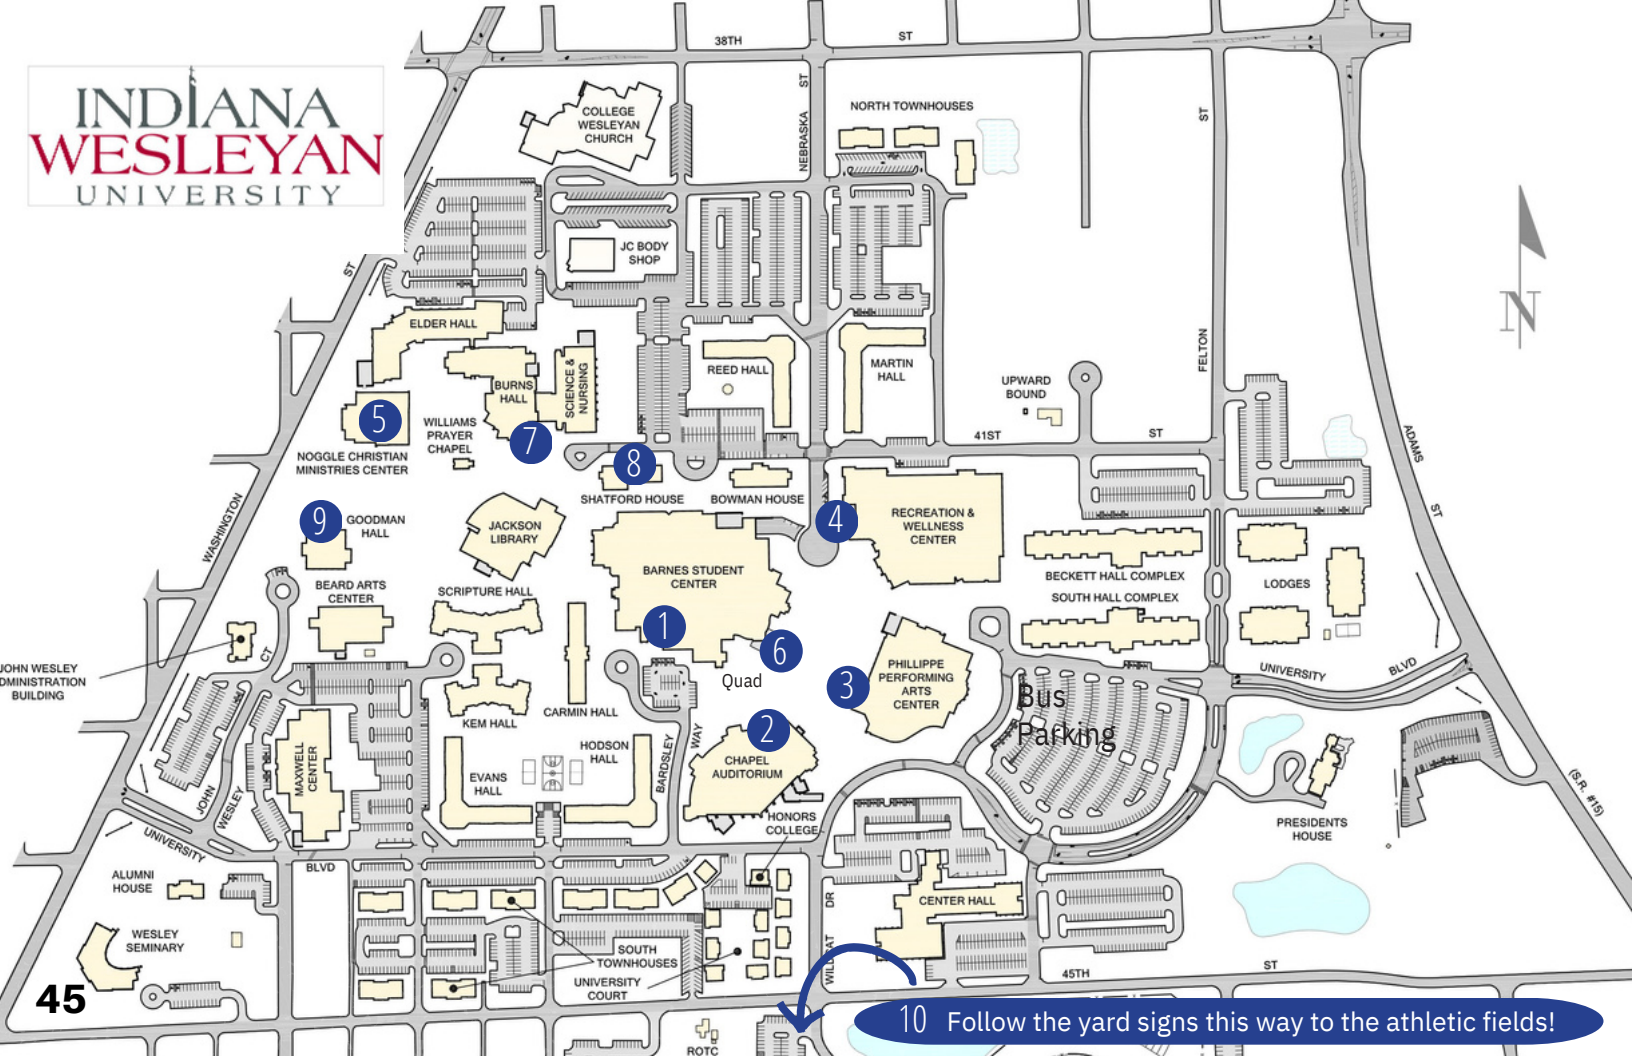 INDIANA
WESLEYAN
UNIVERSITY
38TH
ST
NEBRASKA
ST
NORTH TOWNHOUSES
ST
COLLEGE
WESLEYAN
CHURCH
JC BODY
SHOP
ST
ELDER HALL
BURNS
HALL
SCIENCE &
NURSING
REED HALL
MARTIN
HALL
FELTON
UPWARD
BOUND
5
WILLIAMS
PRAYER
CHAPEL
7
NOGGLE CHRISTIAN
MINISTRIES CENTER
41ST
ST
ADAMS
ST
8
SHATFORD HOUSE
BOWMAN HOUSE
WASHINGTON
9
GOODMAN
HALL
JACKSON
LIBRARY
4
RECREATION &
WELLNESS
CENTER
BARNES STUDENT
CENTER
BECKETT HALL COMPLEX
LODGES
SOUTH HALL COMPLEX
BEARD ARTS
CENTER
SCRIPTURE HALL
1
6
Quad
3
PHILLIPPE
PERFORMING
ARTS
CENTER
JOHN WESLEY
DMINISTRATION
BUILDING
CT
UNIVERSITY
BLVD
Bus
Parking
KEM HALL
CARMIN HALL
2
CHAPEL
AUDITORIUM
BARDSLEY
WAY
HODSON
HALL
EVANS
HALL
MAXWELL
CENTER
JOHN
WESLEY
HONORS
COLLEGE
PRESIDENTS
HOUSE
(S.R. #15)
UNIVERSITY
BLVD
ALUMNI
HOUSE
WESLEY
SEMINARY
SOUTH
TOWNHOUSES
UNIVERSITY
COURT
CENTER HALL
DR
WILDCAT
45TH
ST
45
10 Follow the yard signs this way to the athletic fields!
ROTC
N